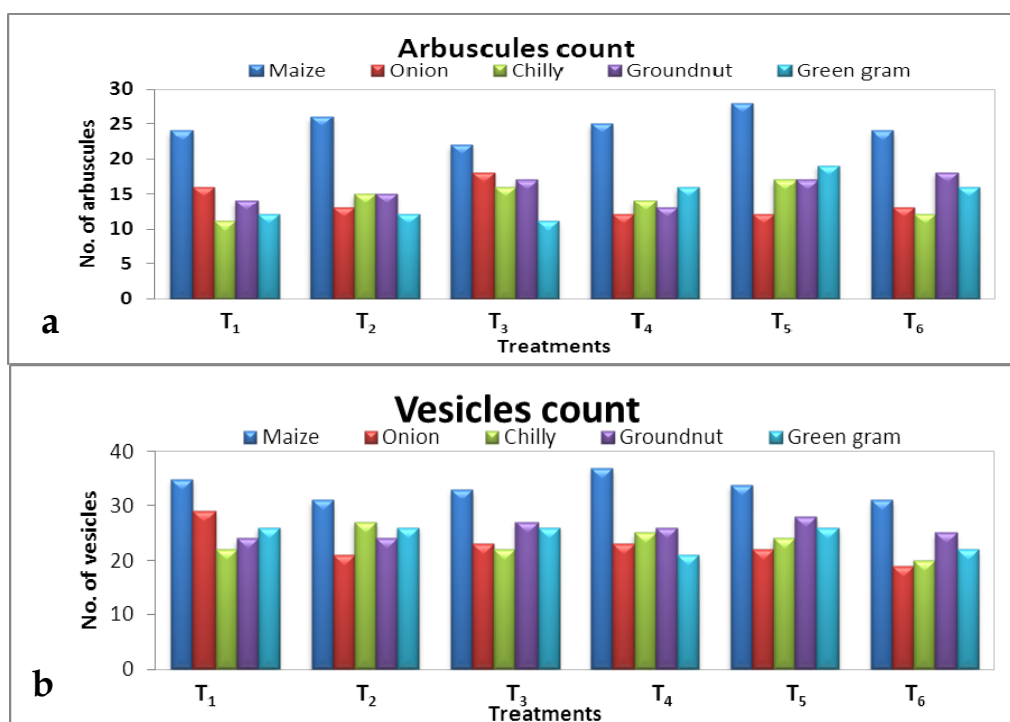 Arbuscules count
Maize Onion Chilly Groundnut Green gram
No. of arbuscules
30
25
20
15
10
5
0
T1 T2 T3 T4 T5 T6
Treatments
a
Vesicles count
Maize Onion Chilly Groundnut Green gram
No. of vesicles
40
30
20
10
0
T1 T2 T3 T4 T5 T6
Treatments
b